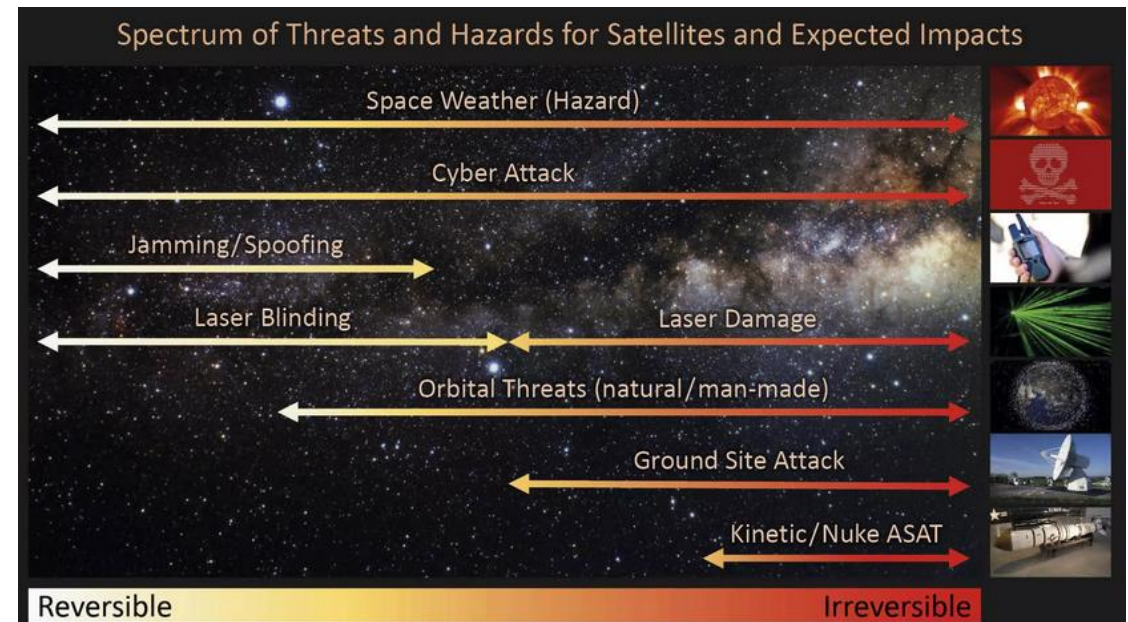 Spectrum of Threats and Hazards for Satellites and Expected Impacts
Space Weather (Hazard)
Cyber Attack
Jamming/Spoofing
Laser Blinding
Laser Damage
Orbital Threats (natural/man-made)
Ground Site Attack
Kinetic/Nuke ASAT
Reversible
Irreversible